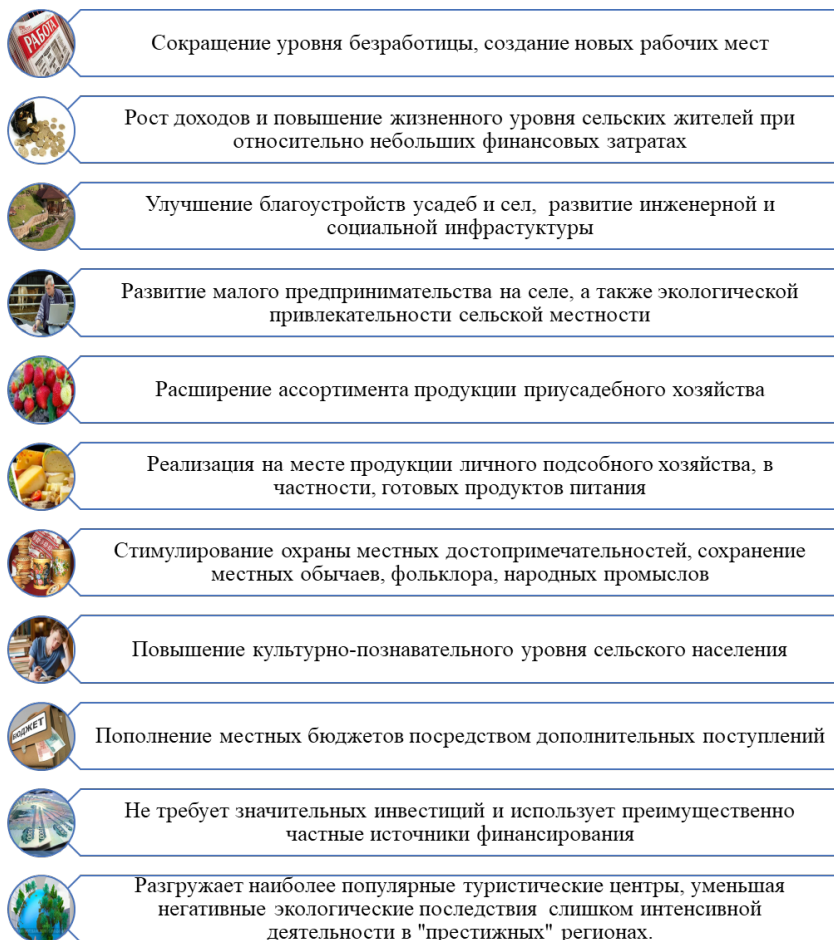 РАБОТА
Сокращение уровня безработицы, создание новых рабочих мест
Рост доходов и повышение жизненного уровня сельских жителей при
относительно небольших финансовых затратах
Улучшение благоустройств усадеб и сел, развитие инженерной и
социальной инфрастуктуры
Развитие малого предпринимательства на селе, а также экологической
привлекательности сельской местности
Расширение ассортимента продукции приусадебного хозяйства
Реализация на месте продукции личного подсобного хозяйства, в
частности, готовых продуктов питания
Стимулирование охраны местных достопримечательностей, сохранение
местных обычаев, фольклора, народных промыслов
Повышение культурно-познавательного уровня сельского населения
БЮДЖЕТ
Пополнение местных бюджетов посредством дополнительных поступлений
Не требует значительных инвестиций и использует преимущественно
частные источники финансирования
Разгружает наиболее популярные туристические центры, уменьшая
негативные экологические последствия слишком интенсивной
деятельности в "престижных" регионах.